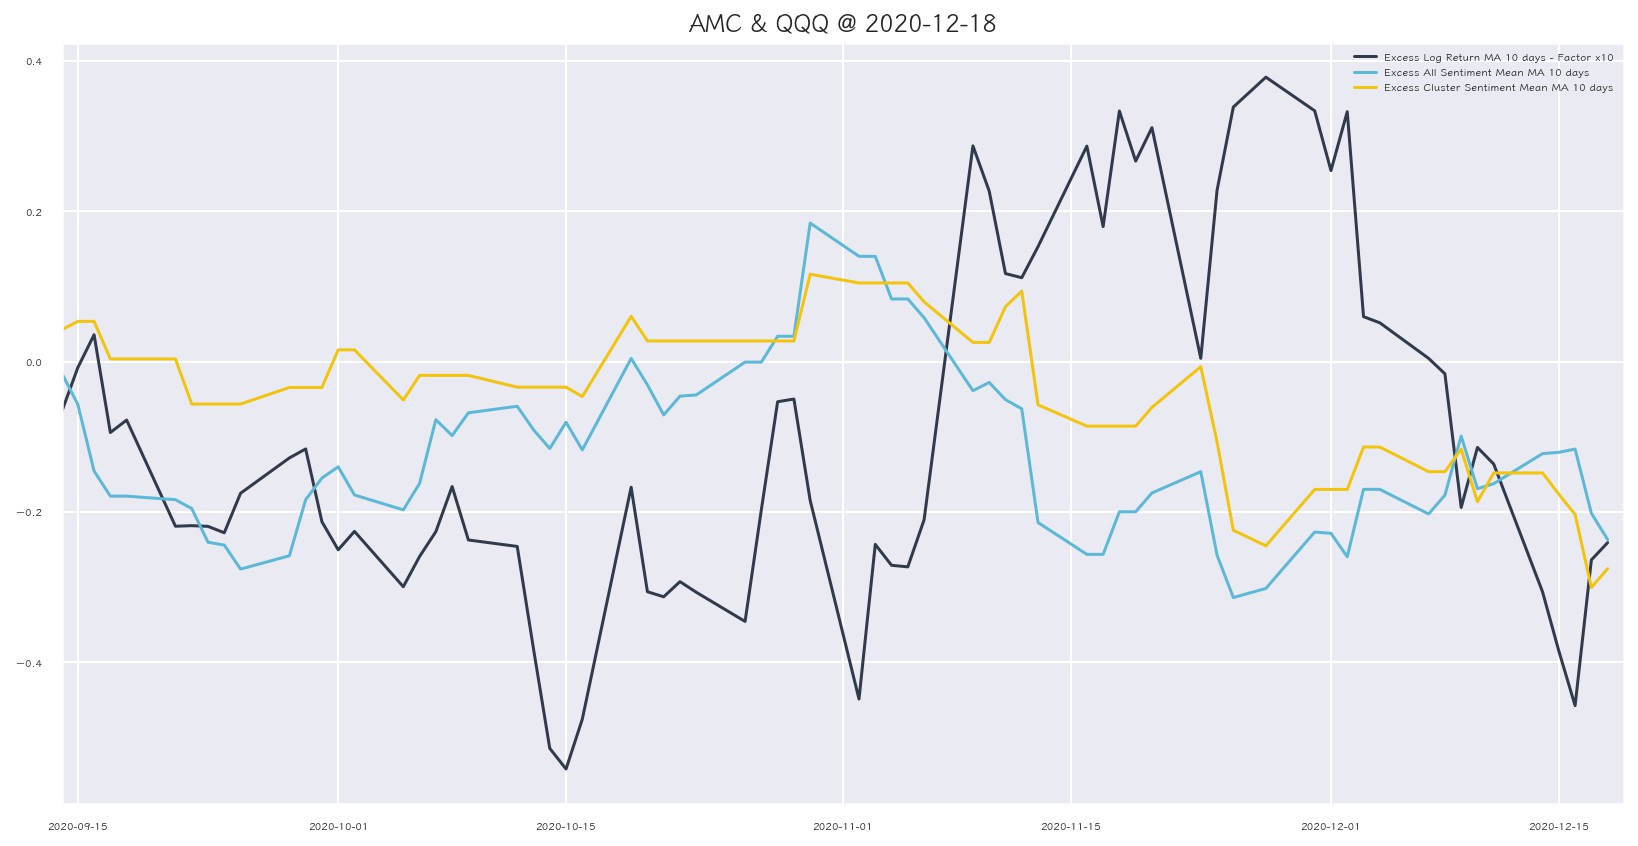 AMC & QQQ @ 2020-12-18
Excess Log Return MA 10 days - Factor x10
Excess All Sentiment Mean MA 10 days
Excess Cluster Sentiment Mean MA 10 days
0.4
0.2
0.0
−0.2
−0.4
2020-09-15 2020-10-01 2020-10-15 2020-11-01 2020-11-15 2020-12-01 2020-12-15